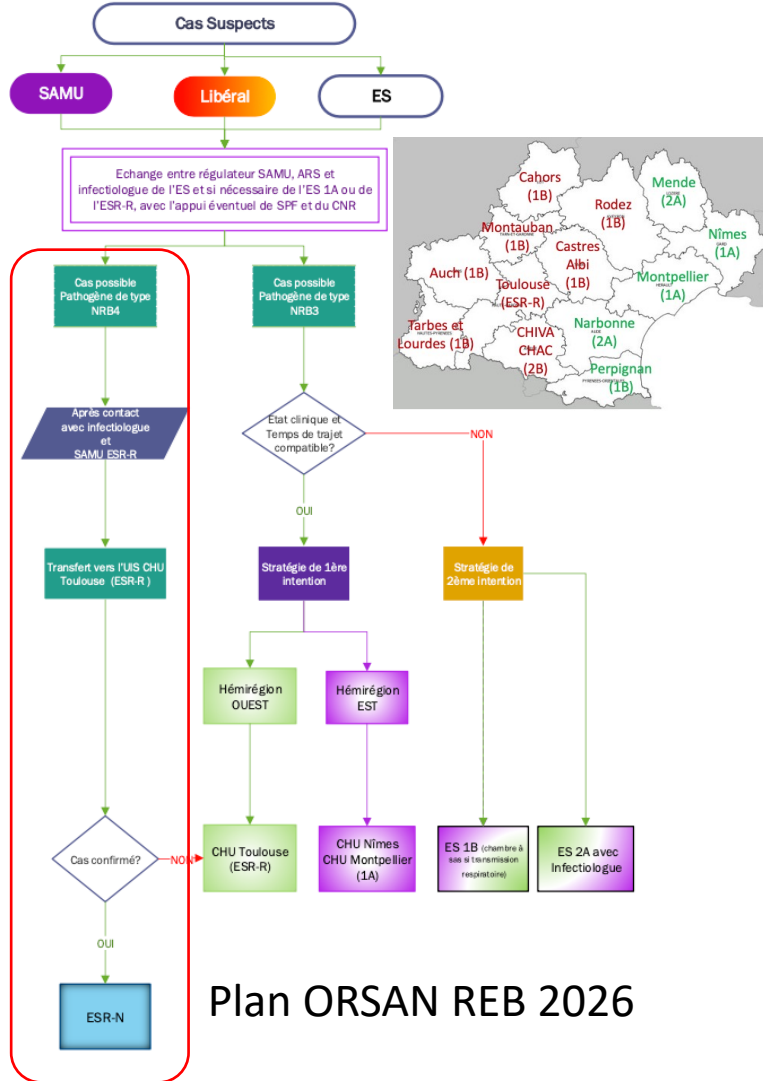 Cas Suspects
SAMU
Libéral
ES
Echange entre régulateur SAMU, ARS et
infectiologue de l'ES et si nécessaire de l'ES 1A ou de
l'ESR-R, avec l'appui éventuel de SPF et du CNR
Cahors
(1B)
Rodez
(1B)
Mende
(2A)
Montauban
(1B)
Nîmes
(1A)
Castres
Albi
(1B)
Auch (1B)
Toulouse
(ESR-R)
Montpellier
(1A)
Tarbes et
Lourdes (1B)
CHIVA
CHAC
(2B)
Narbonne
(2A)
Perpignan
(1B)
Cas possible
Pathogène de type
NRB4
Cas possible
Pathogène de type
NRB3
Après contact
avec infectiologue
et
SAMU ESR-R
Etat clinique et
Temps de trajet
compatible?
NON
OUI
Transfert vers l'UIS CHU
Toulouse (ESR-R )
Stratégie de 1ère
intention
Stratégie de
2ème intention
Hémirégion
OUEST
Hémirégion
EST
Cas confirmé?
NON
CHU Toulouse
(ESR-R)
CHU Nîmes
CHU Montpellier
(1A)
ES 1B (chambre à
sas si transmission
respiratoire)
ES 2A avec
Infectiologue
OUI
ESR-N
Plan ORSAN REB 2026